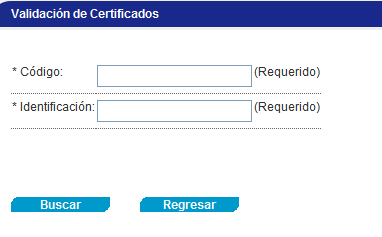 Validación de Certificados
* Código: (Requerido)
* Identificación: (Requerido)
Buscar Regresar